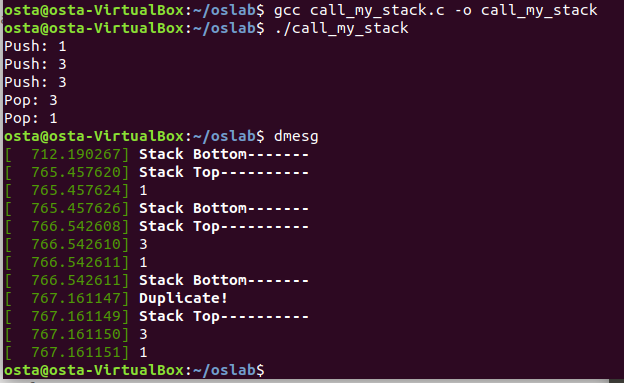 osta@osta-VirtualBox:~/oslab$ gcc call_my_stack.c -o call_my_stack
osta@osta-VirtualBox:~/oslab$ ./call_my_stack
Push: 1
Push: 3
Push: 3
Pop: 3
Pop: 1
osta@osta-VirtualBox:~/oslab$ dmesg
[  712.190267] Stack Bottom-------
[  765.457620] Stack Top----------
[  765.457624] 1
[  765.457626] Stack Bottom-------
[  766.542608] Stack Top----------
[  766.542610] 3
[  766.542611] 1
[  766.542611] Stack Bottom-------
[  767.161147] Duplicate!
[  767.161149] Stack Top----------
[  767.161150] 3
[  767.161151] 1
osta@osta-VirtualBox:~/oslab$